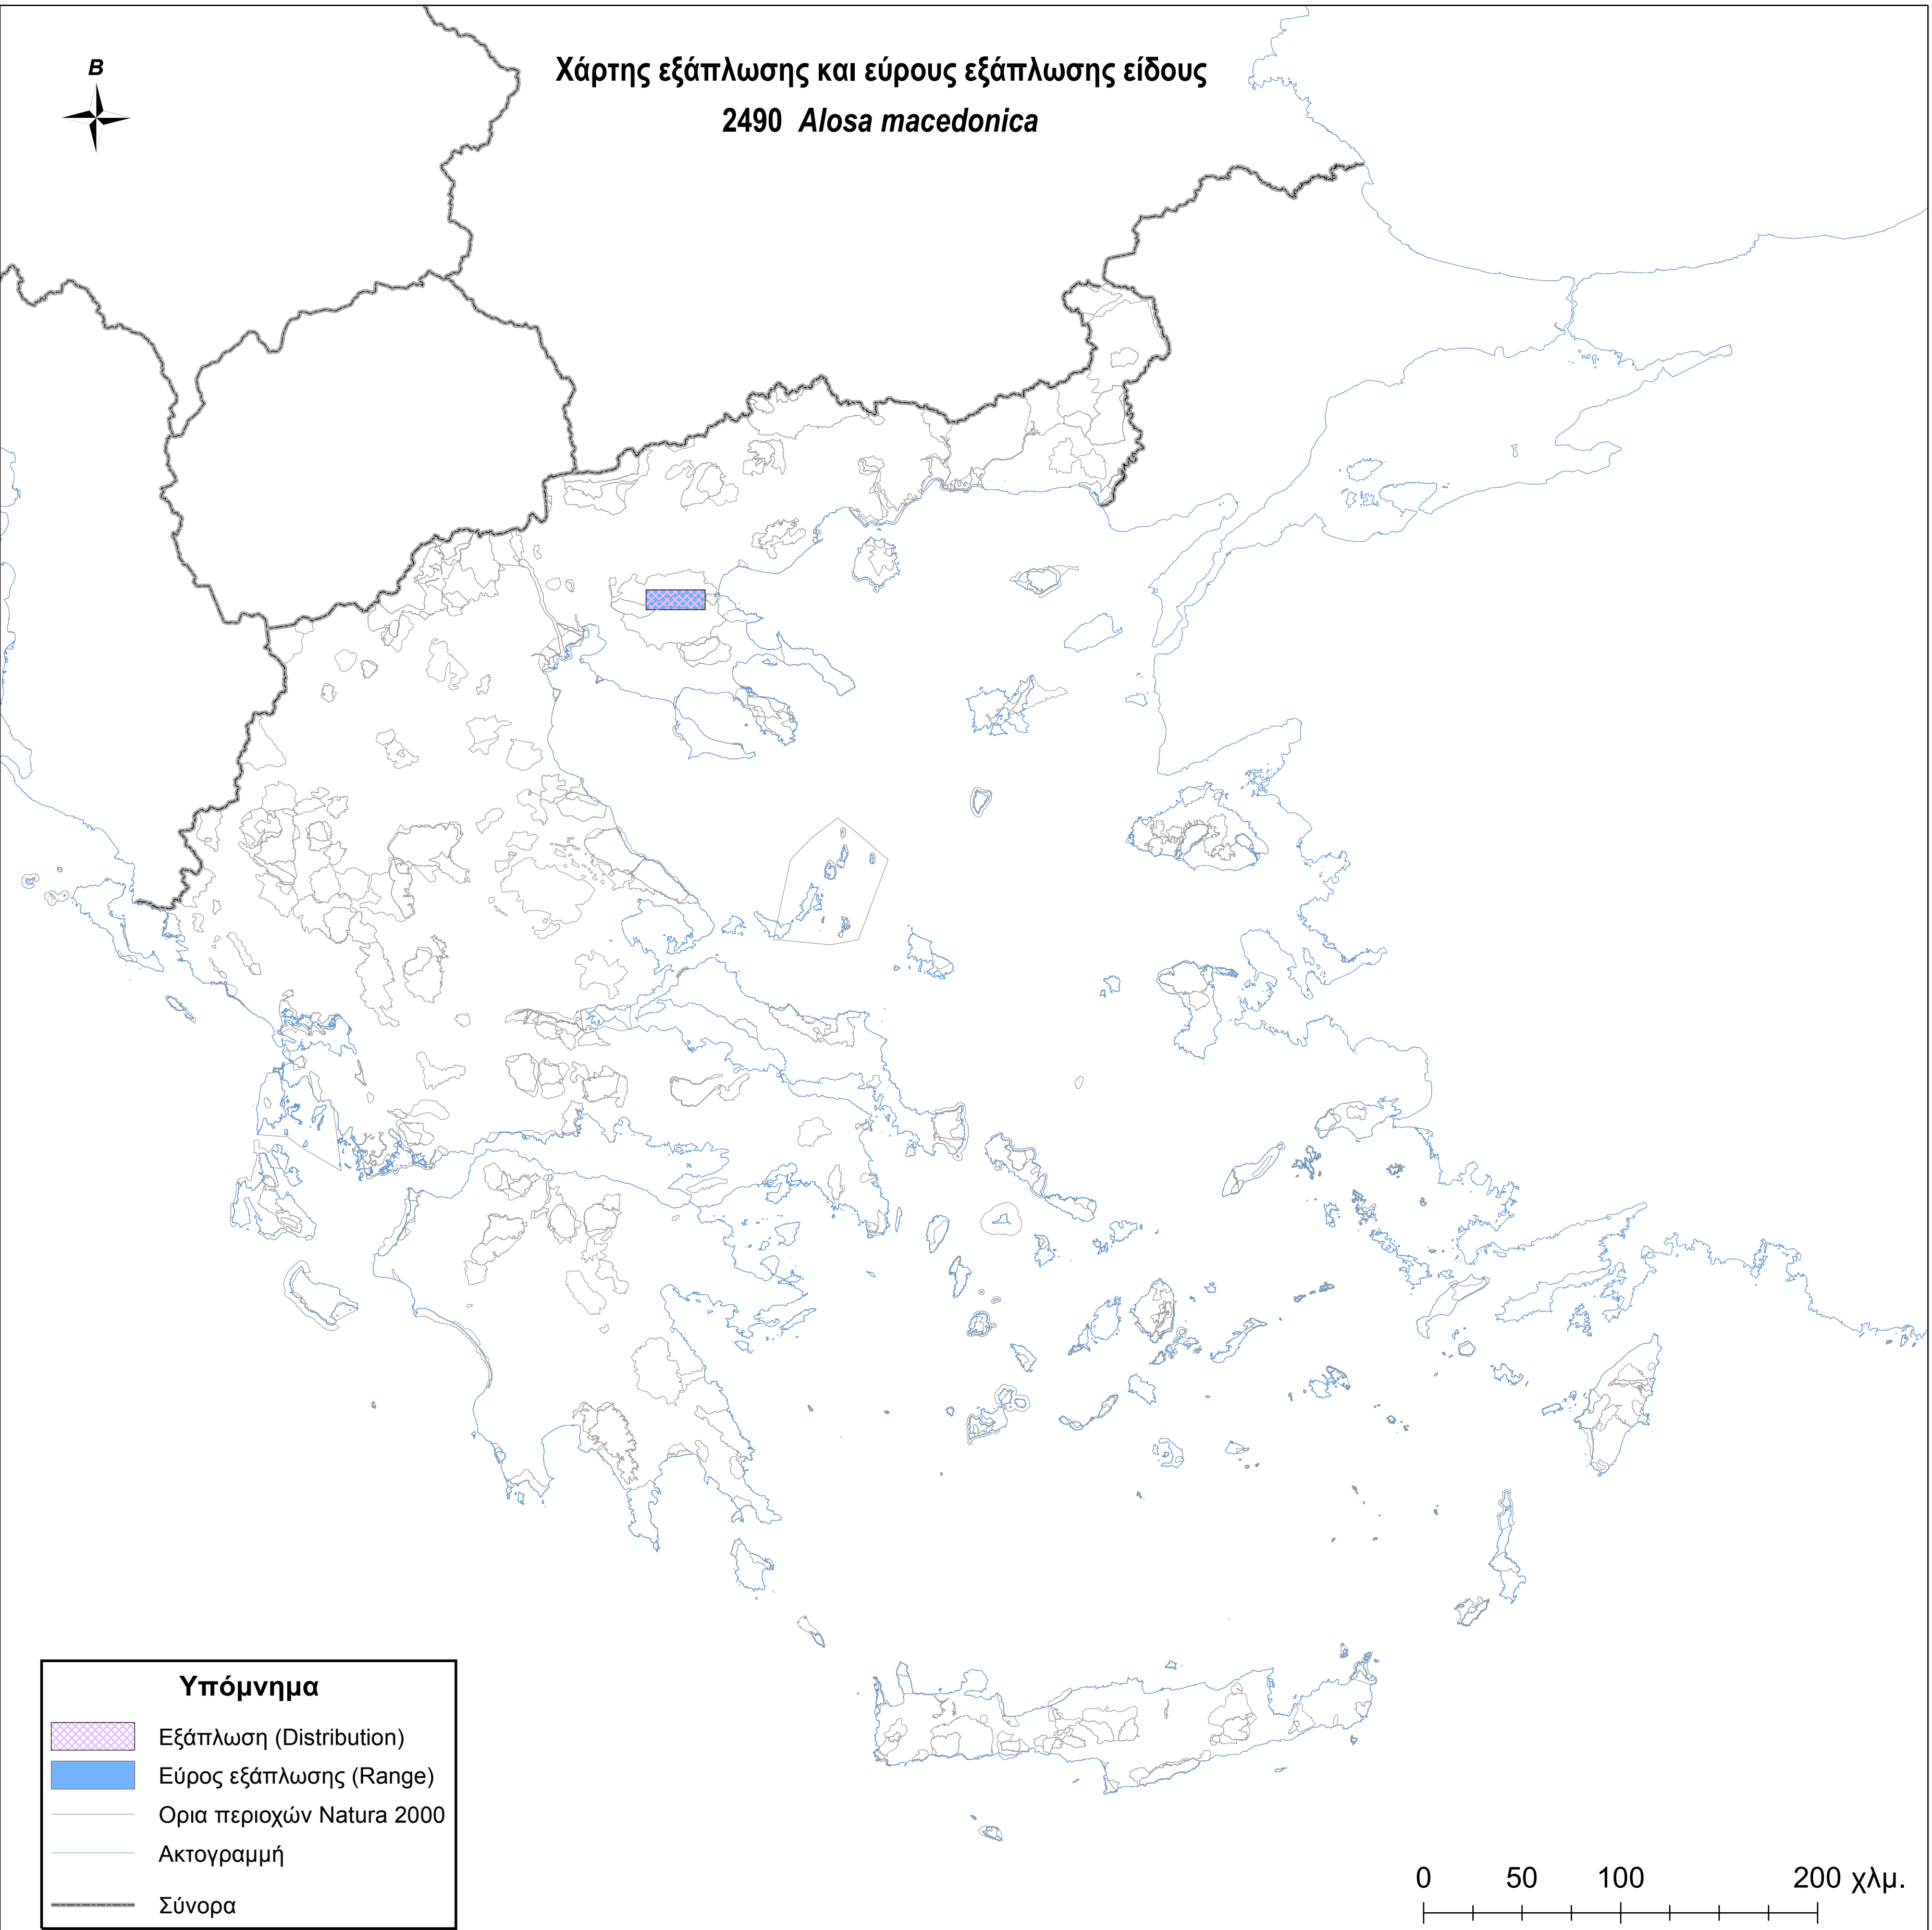 B
Χάρτης εξάπλωσης και εύρους εξάπλωσης είδους
2490 Alosa macedonica
Υπόμνημα
Εξάπλωση (Distribution)
Εύρος εξάπλωσης (Range)
Ορια περιοχών Natura 2000
Ακτογραμμή
Σύνορα
0 50 100 200 χλμ.